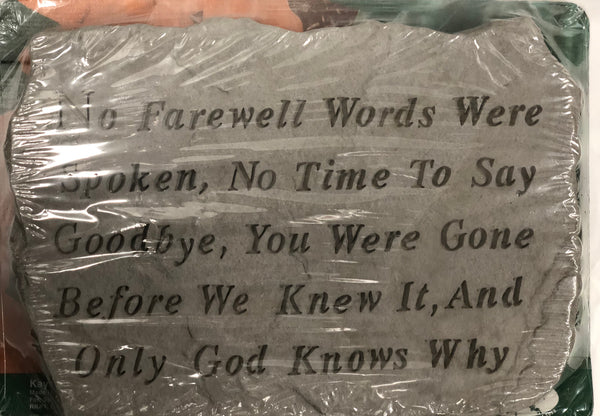 No Farewell Words Were
Spoken, No Time To Say
Goodbye, You Were Gone
Before We Knew It, And
Only God Knows Why
Kay